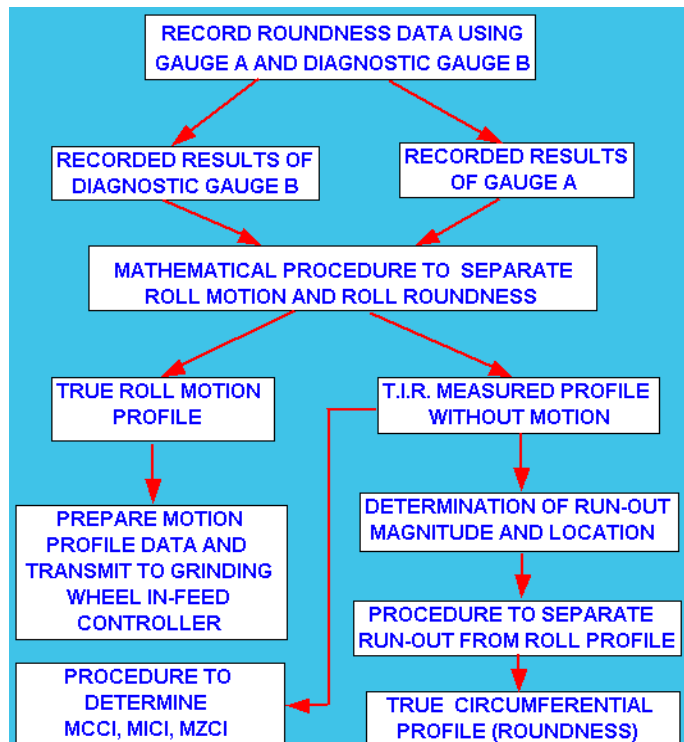 RECORD ROUNDNESS DATA USING
GAUGE A AND DIAGNOSTIC GAUGE B
RECORDED RESULTS OF
DIAGNOSTIC GAUGE B
RECORDED RESULTS
OF GAUGE A
MATHEMATICAL PROCEDURE TO SEPARATE
ROLL MOTION AND ROLL ROUNDNESS
TRUE ROLL MOTION
PROFILE
T.I.R. MEASURED PROFILE
WITHOUT MOTION
PREPARE MOTION
PROFILE DATA AND
TRANSMIT TO GRINDING
WHEEL IN-FEED
CONTROLLER
DETERMINATION OF RUN-OUT
MAGNITUDE AND LOCATION
PROCEDURE TO SEPARATE
RUN-OUT FROM ROLL PROFILE
PROCEDURE TO
DETERMINE
MCCI, MICI, MZCI
TRUE CIRCUMFERENTIAL
PROFILE (ROUNDNESS)